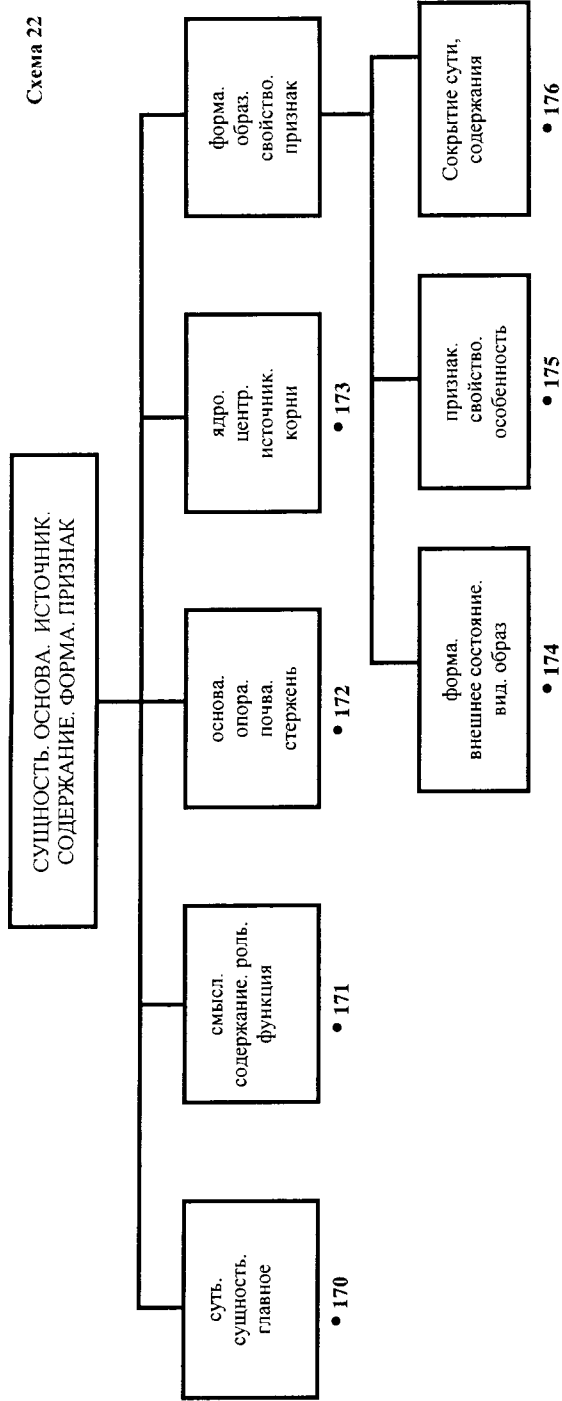 Схема 22
СУЩНОСТЬ. ОСНОВА. ИСТОЧНИК.
СОДЕРЖАНИЕ. ФОРМА. ПРИЗНАК
суть.
сущность.
главное
• 170
смысл.
содержание. роль.
функция
• 171
основа.
опора.
почва.
стержень
• 172
ядро.
центр.
источник.
корни
• 173
форма.
образ.
свойство.
признак
форма.
внешнее состояние.
вид. образ
• 174
признак.
свойство.
особенность
• 175
Сокрытие сути,
содержания
• 176